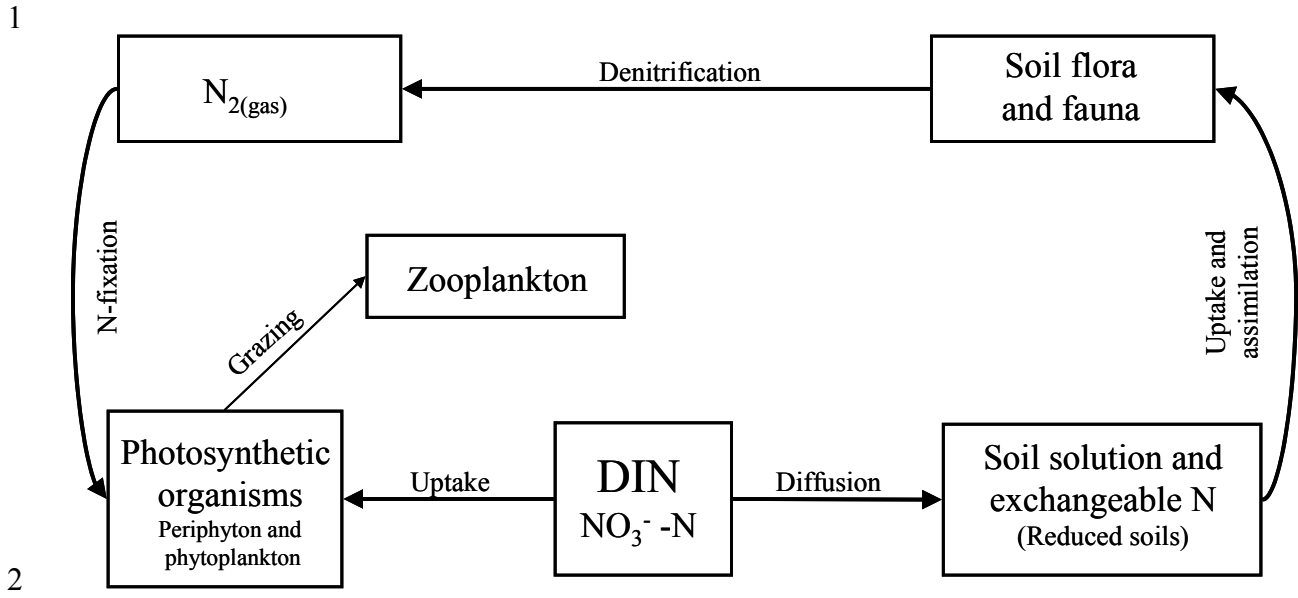 1
N2(gas)
Denitrification
Soil flora
and fauna
N-fixation
Grazing
Zooplankton
Uptake and
assimilation
Photosynthetic
organisms
Periphyton and
phytoplankton
Uptake
DIN
NO3- -N
Diffusion
Soil solution and
exchangeable N
(Reduced soils)
2